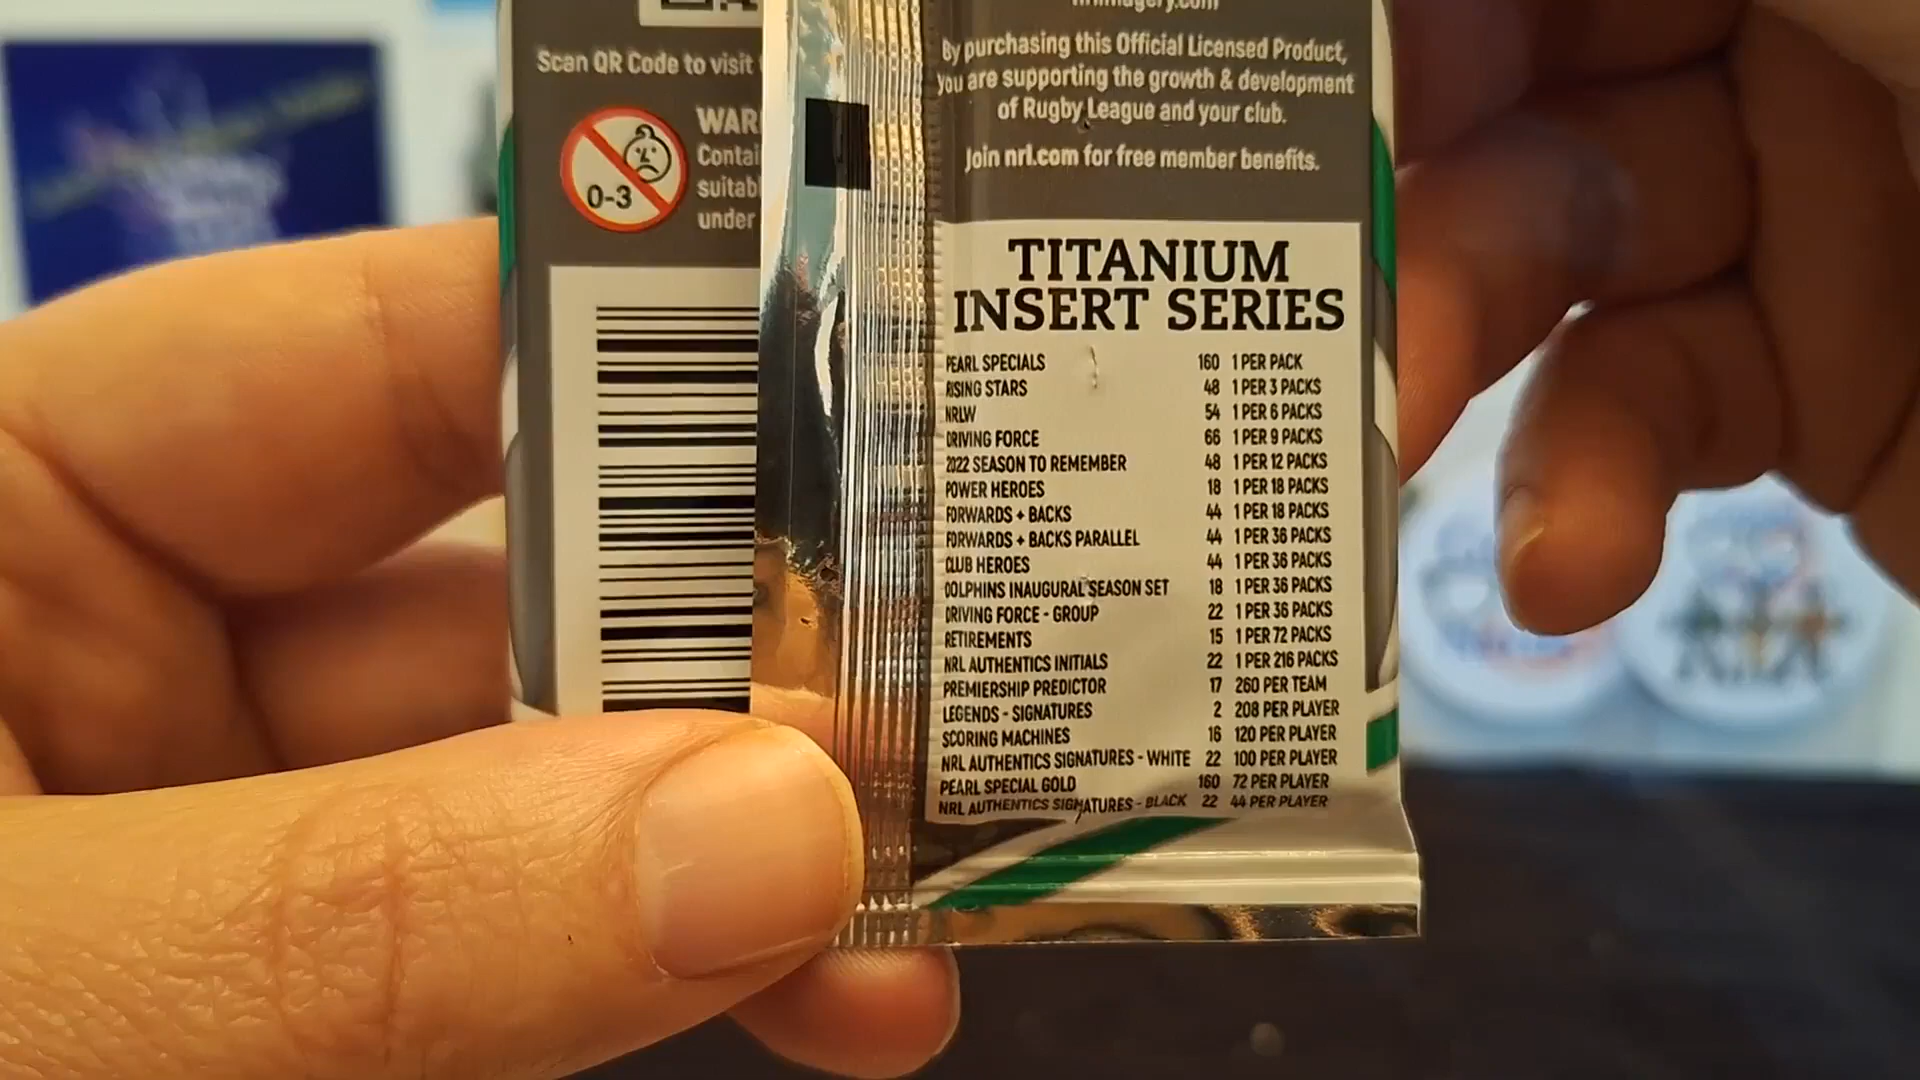 Scan QR Code to visit
WAR
Contai
suitab
under
0-3
nrlimagery.com
By purchasing this Official Licensed Product,
you are supporting the growth & development
of Rugby League and your club.
Join nrl.com for free member benefits.
TITANIUM
INSERT SERIES
PEARL SPECIALS 160 1 PER PACK
RISING STARS 48 1 PER 3 PACKS
NRLW 54 1 PER 6 PACKS
DRIVING FORCE 66 1 PER 9 PACKS
2022 SEASON TO REMEMBER 48 1 PER 12 PACKS
POWER HEROES 18 1 PER 18 PACKS
FORWARDS + BACKS 44 1 PER 18 PACKS
FORWARDS + BACKS PARALLEL 44 1 PER 36 PACKS
CLUB HEROES 44 1 PER 36 PACKS
DOLPHINS INAUGURAL SEASON SET 18 1 PER 36 PACKS
DRIVING FORCE - GROUP 22 1 PER 36 PACKS
RETIREMENTS 15 1 PER 72 PACKS
NRL AUTHENTICS INITIALS 22 1 PER 216 PACKS
PREMIERSHIP PREDICTOR 17 260 PER TEAM
LEGENDS - SIGNATURES 2 208 PER PLAYER
SCORING MACHINES 16 120 PER PLAYER
NRL AUTHENTICS SIGNATURES - WHITE 22 100 PER PLAYER
PEARL SPECIAL GOLD 160 72 PER PLAYER
NRL AUTHENTICS SIGNATURES - BLACK 22 44 PER PLAYER